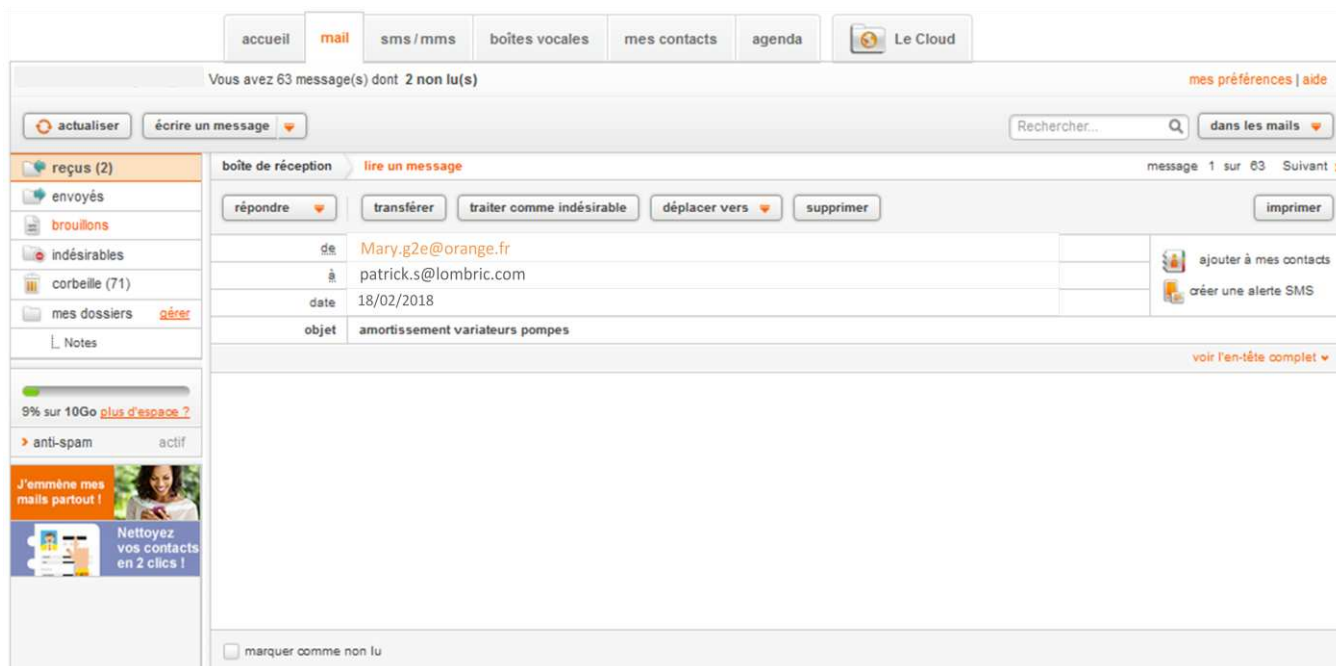 accueil mail sms/mms boîtes vocales mes contacts agenda Le Cloud
Vous avez 63 message(s) dont 2 non lu(s) mes préférences | aide
actualiser écrire un message Rechercher... dans les mails
reçus (2) boîte de réception lire un message message 1 sur 63 Suivant
envoyés
répondre transférer traiter comme indésirable déplacer vers supprimer imprimer
brouillons
indésirables
corbeille (71)
mes dossiers gérer
Notes
de Mary.g2e@orange.fr
à patrick.s@lombric.com
date 18/02/2018
objet amortissement variateurs pompes
ajouter à mes contacts
créer une alerte SMS
voir l'en-tête complet
9% sur 10Go plus d'espace ?
anti-spam actif
J'emmène mes
mails partout !
Nettoyez
vos contacts
en 2 clics !
marquer comme non lu